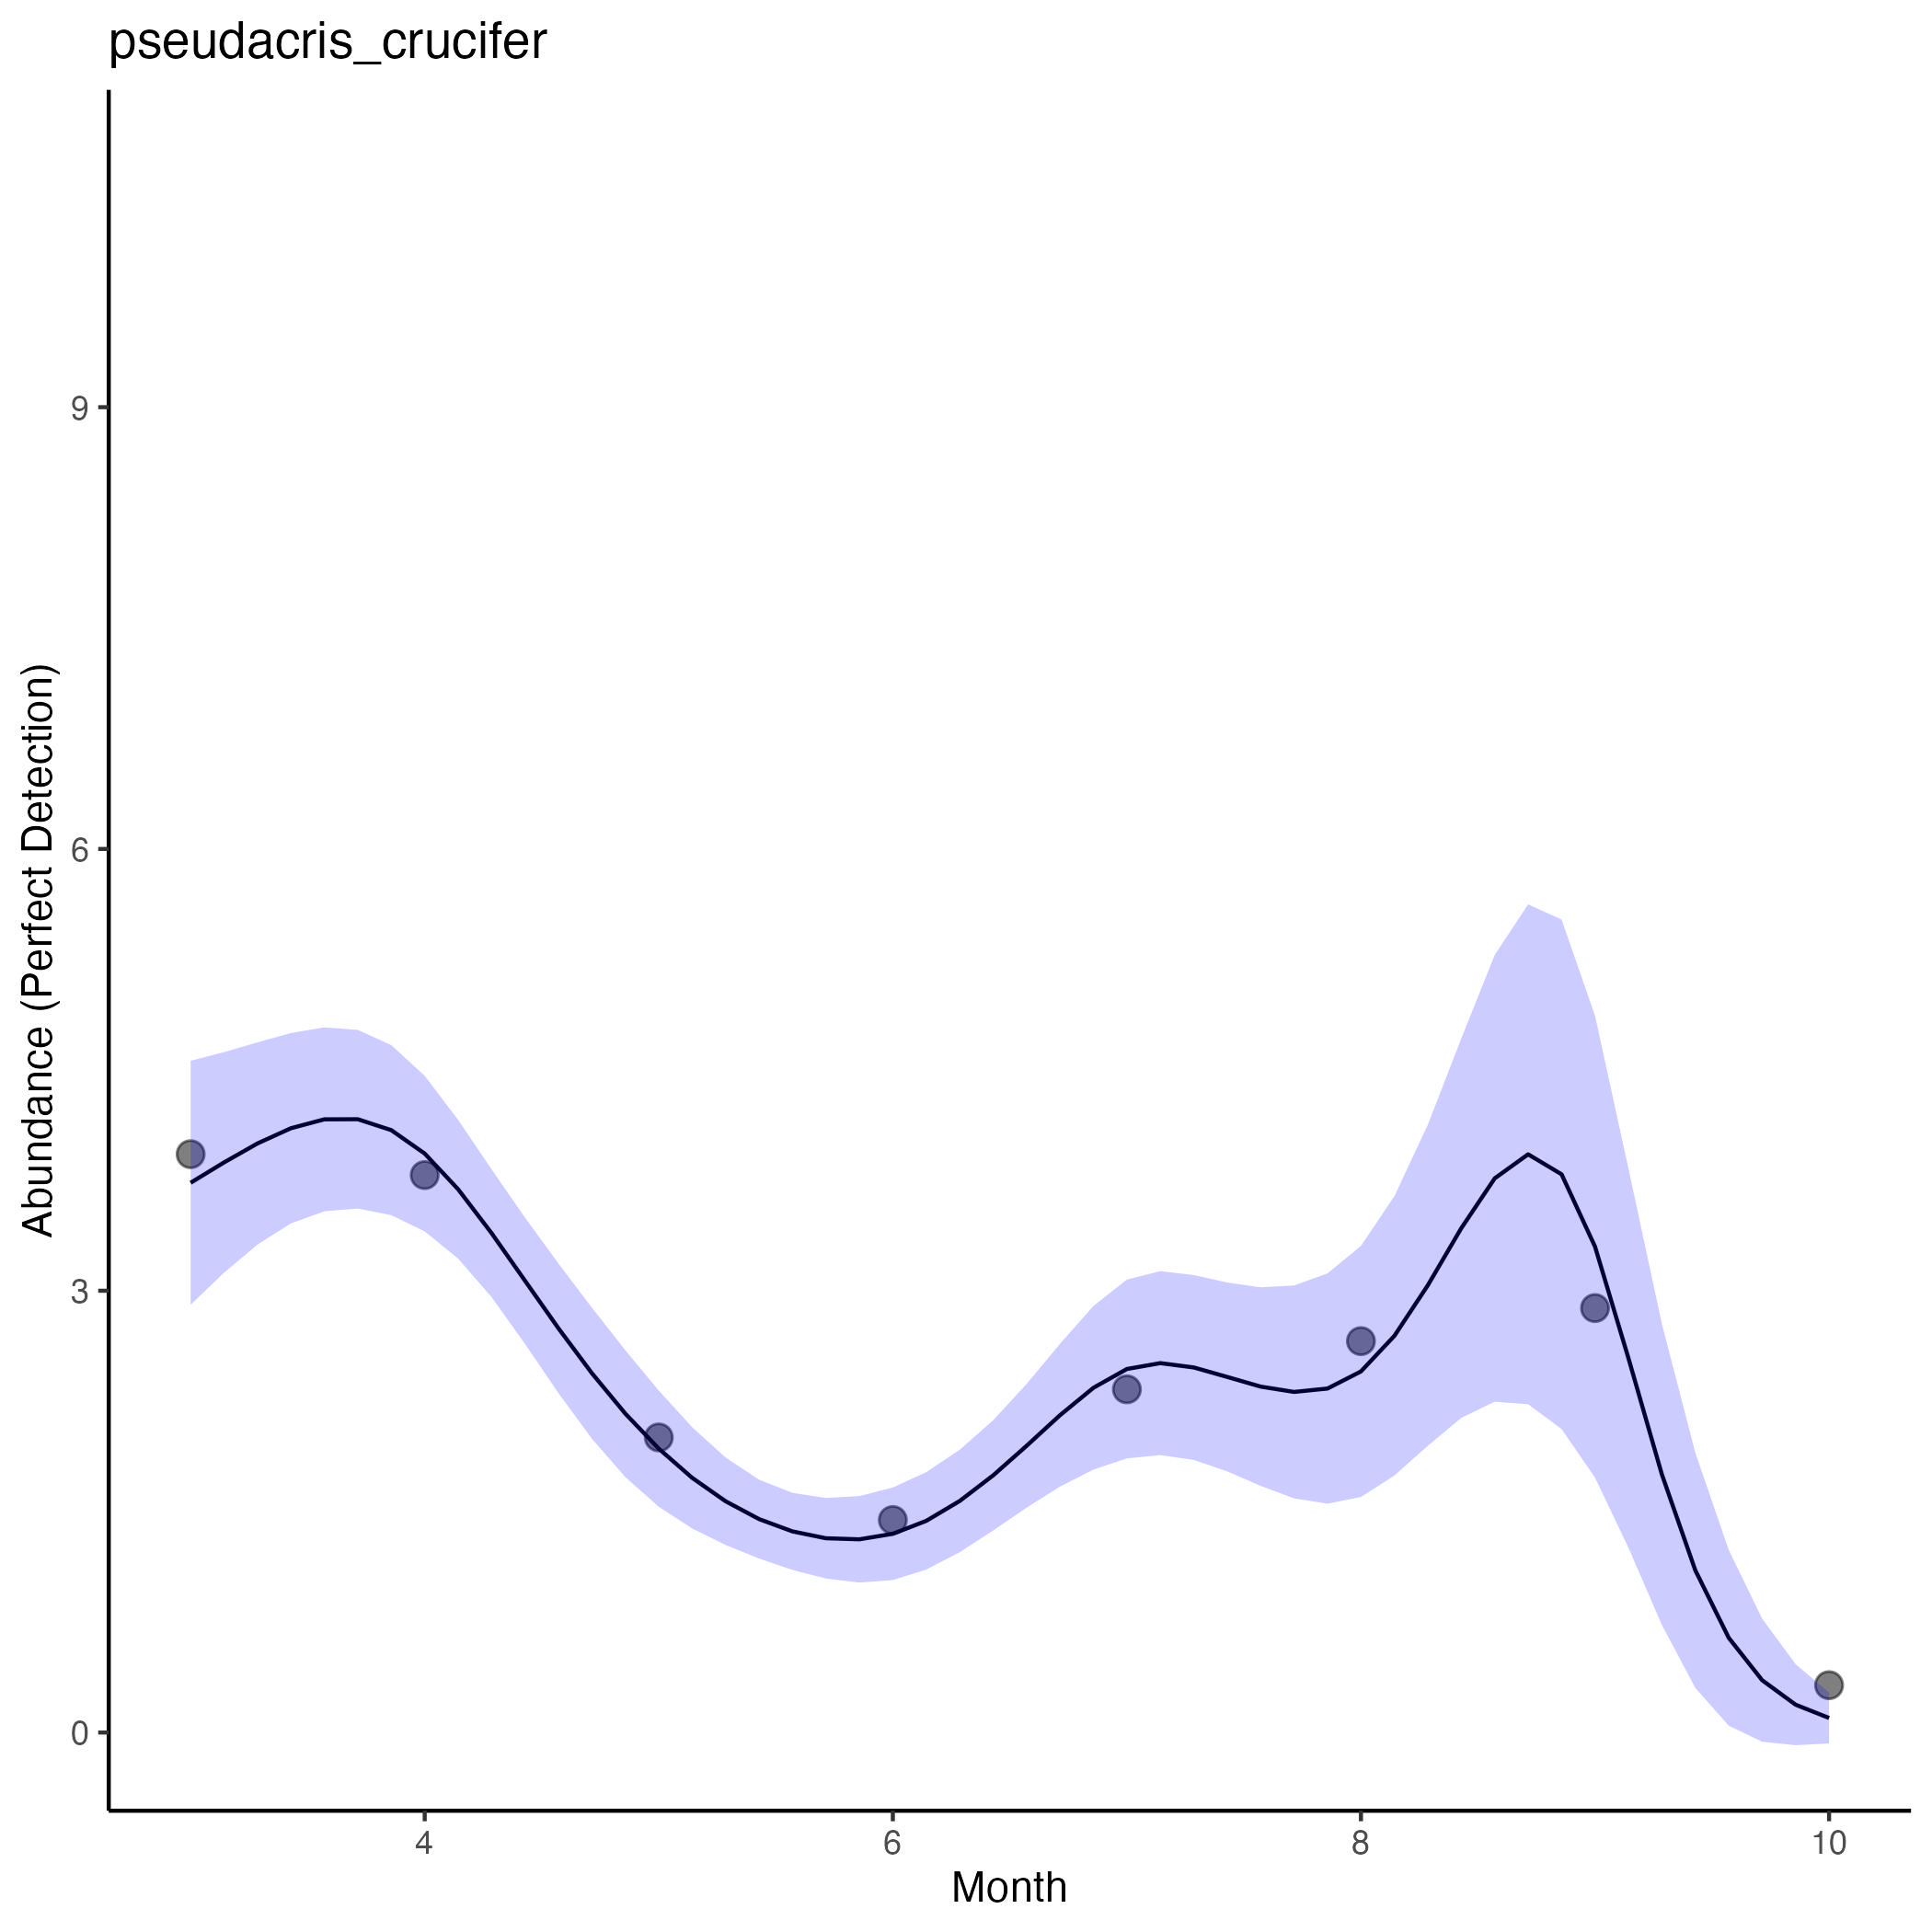 pseudacris_crucifer
Abundance (Perfect Detection)
9
6
3
0
4 6 8 10
Month